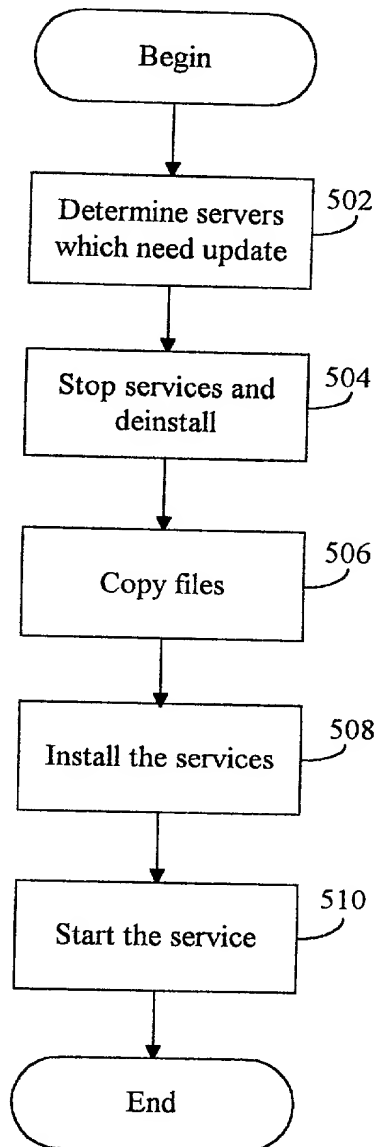 Begin
502
Determine servers
which need update
504
Stop services and
deinstall
506
Copy files
508
Install the services
510
Start the service
End